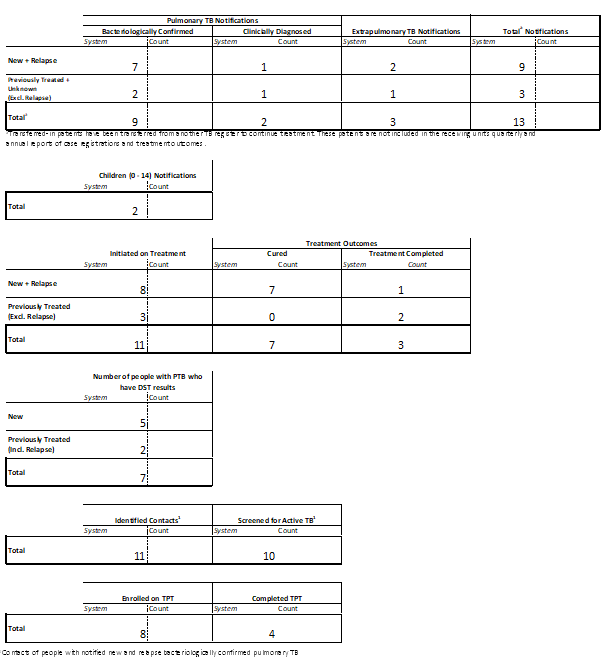 Pulmonary TB Notifications
Bacteriologically Confirmed Clinicially Diagnosed Extrapulmonary TB Notifications Total² Notifications
System Count System Count System Count System Count
New + Relapse 7 1 2 9
Previously Treated +
Unknown
(Excl. Relapse) 2 1 1 3
Total² 9 2 3 13
²Transferred-in patients have been transferred from another TB register to continue treatment. These patients are not included in the receiving units quarterly and
annual reports of case registrations and treatment outcomes.
Children (0 - 14) Notifications
System Count
Total 2
Treatment Outcomes
Initiated on Treatment Cured Treatment Completed
System Count System Count System Count
New + Relapse 8 7 1
Previously Treated
(Excl. Relapse) 3 0 2
Total 11 7 3
Number of people with PTB who
have DST results
System Count
New 5
Previously Treated
(Incl. Relapse) 2
Total 7
Identified Contacts¹ Screened for Active TB¹
System Count System Count
Total 11 10
Enrolled on TPT Completed TPT
System Count System Count
Total 8 4
Contacts of people with notified new and relapse bacteriologically confirmed pulmonary TB